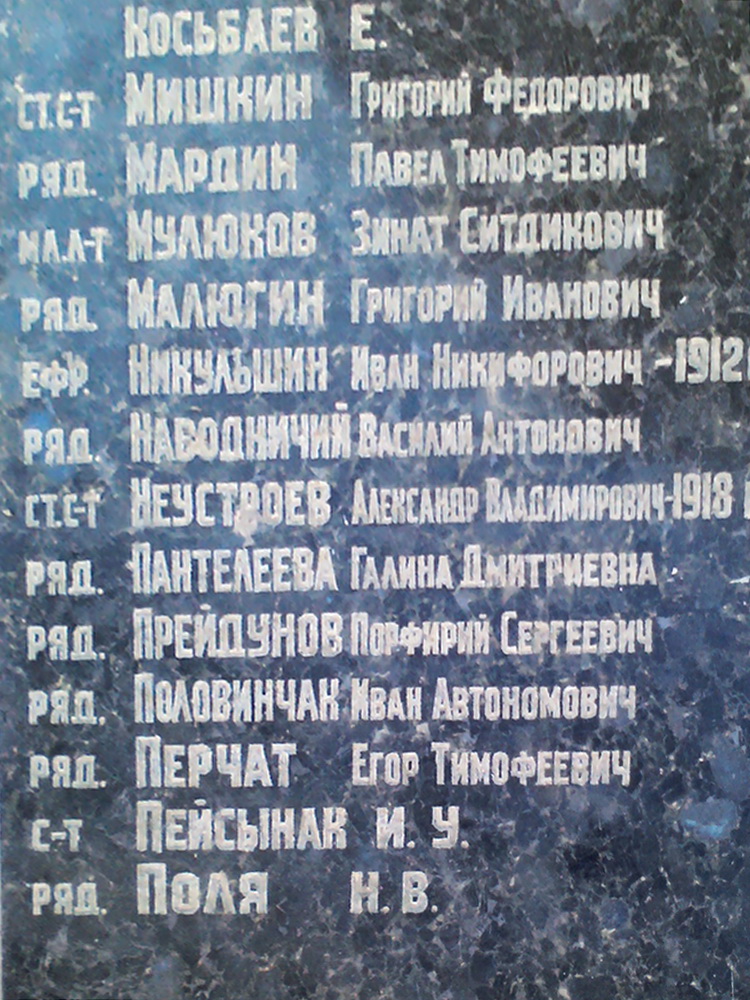 Косьбаев Е.
ст.с-т Мишкин Григорий Федорович
ряд. Мардин Павел Тимофеевич
мл.л-т Мулюков Зинат Ситдикович
ряд. Малюгин Григорий Иванович
ефр. Никульшин Иван Никифорович -1912
ряд. Наводничий Василий Антонович
ст.с-т Неустроев Александр Владимирович-1918
ряд. Пантелеева Галина Дмитриевна
ряд. Прейдунов Порфирий Сергеевич
ряд. Половинчак Иван Автономович
ряд. Перчат Егор Тимофеевич
с-т Пейсынак И. У.
ряд. Поля Н. В.